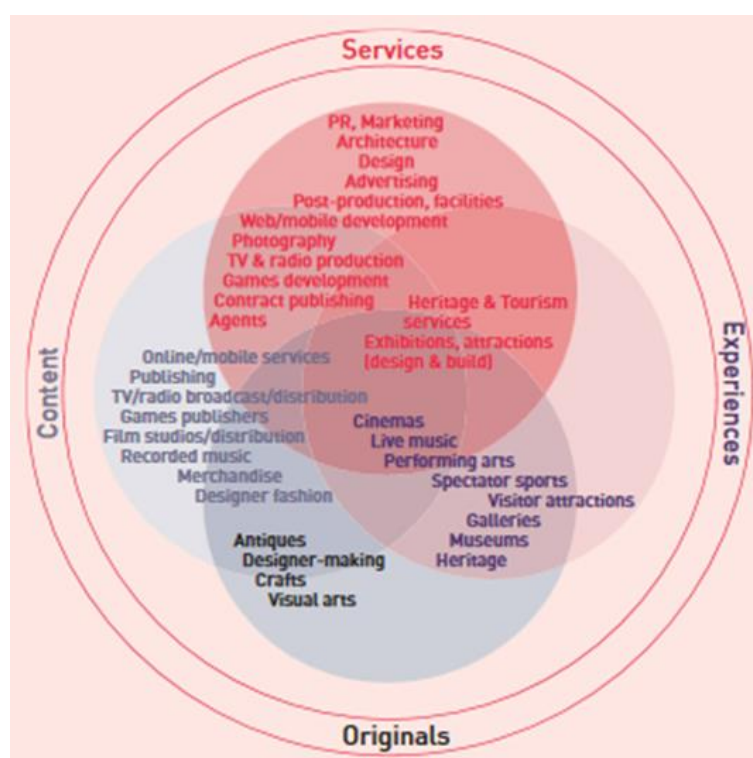 Services
PR, Marketing
Architecture
Design
Advertising
Post-production, facilities
Web/mobile development
Photography
TV & radio production
Games development
Contract publishing
Agents
Heritage & Tourism
services
Exhibitions, attractions
(design & build)
Content
Online/mobile services
Publishing
TV/radio broadcast/distribution
Games publishers
Film studios/distribution
Recorded music
Merchandise
Designer fashion
Experiences
Cinemas
Live music
Performing arts
Spectator sports
Visitor attractions
Galleries
Museums
Heritage
Antiques
Designer-making
Crafts
Visual arts
Originals